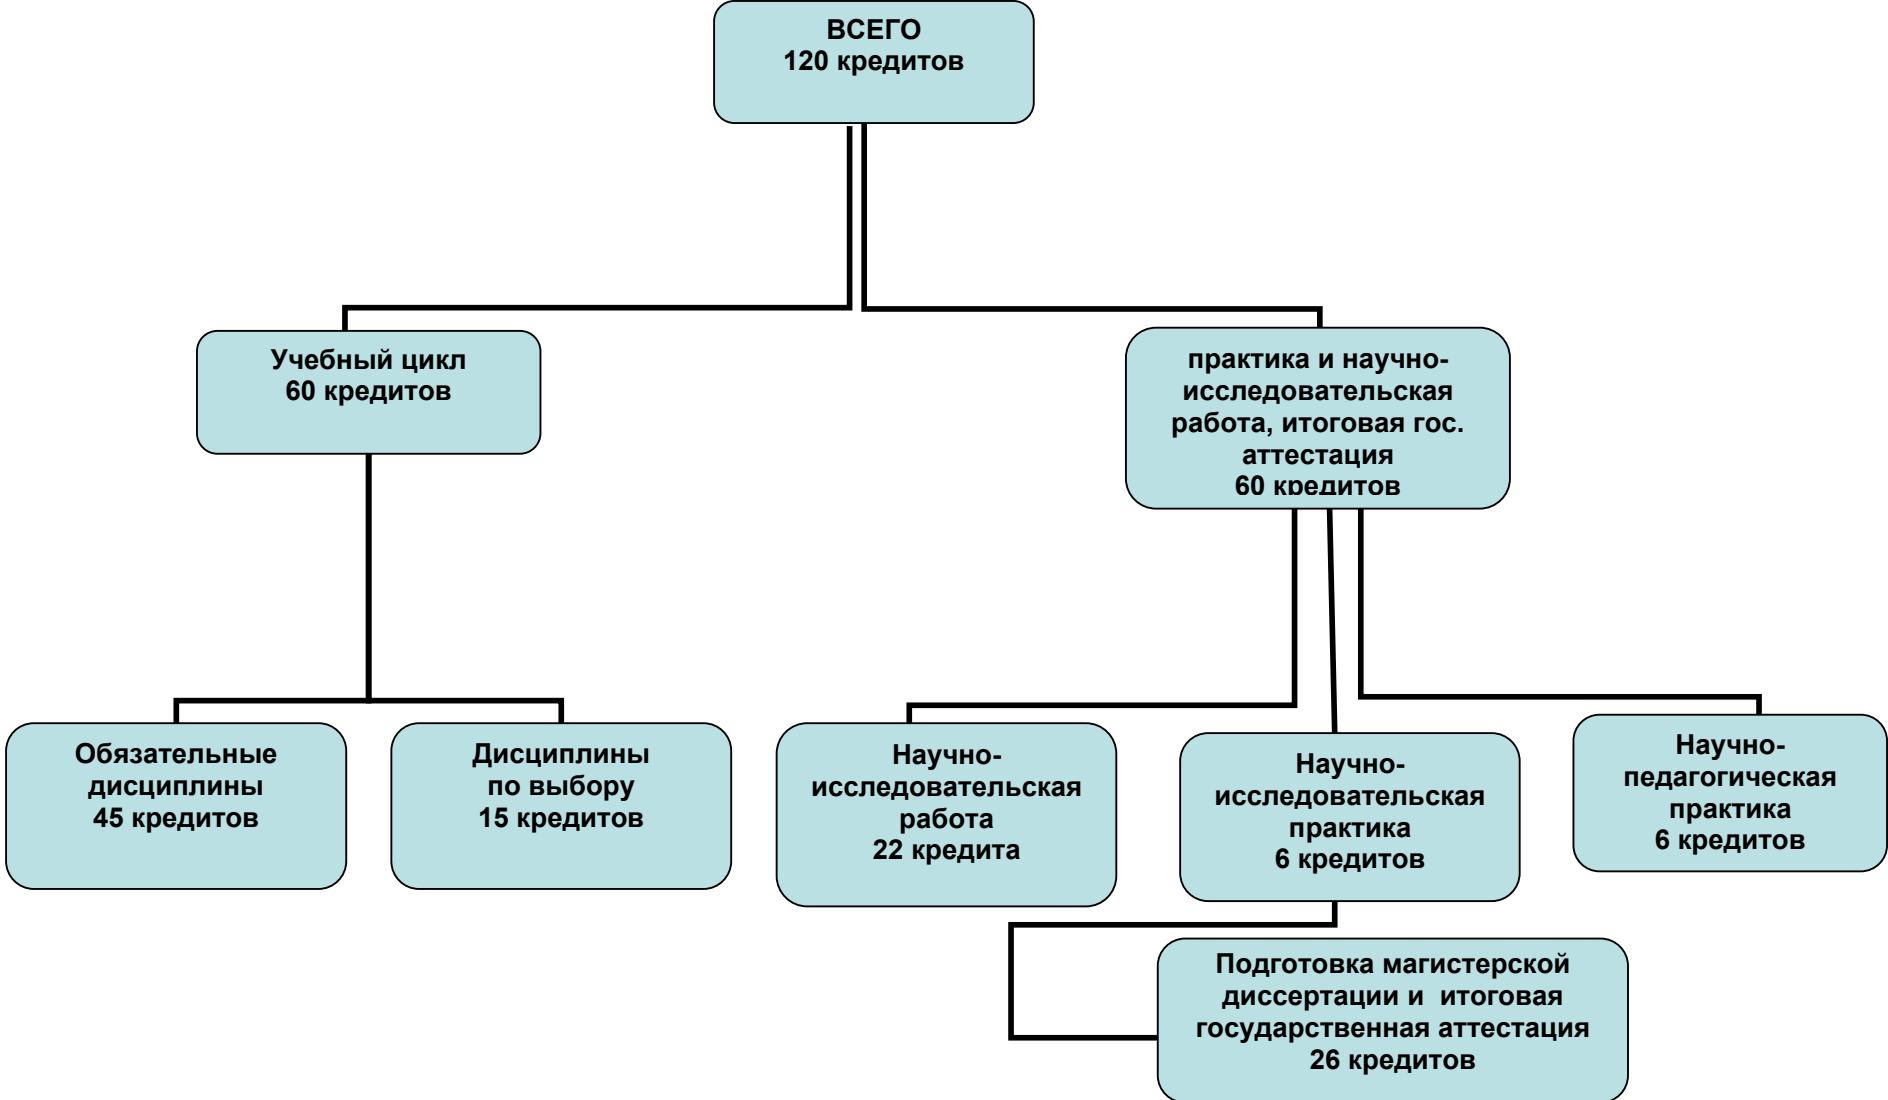 ВСЕГО
120 кредитов
Учебный цикл
60 кредитов
практика и научно-
исследовательская
работа, итоговая гос.
аттестация
60 кредитов
Обязательные
дисциплины
45 кредитов
Дисциплины
по выбору
15 кредитов
Научно-
исследовательская
работа
22 кредита
Научно-
исследовательская
практика
6 кредитов
Научно-
педагогическая
практика
6 кредитов
Подготовка магистерской
диссертации и  итоговая
государственная аттестация
26 кредитов